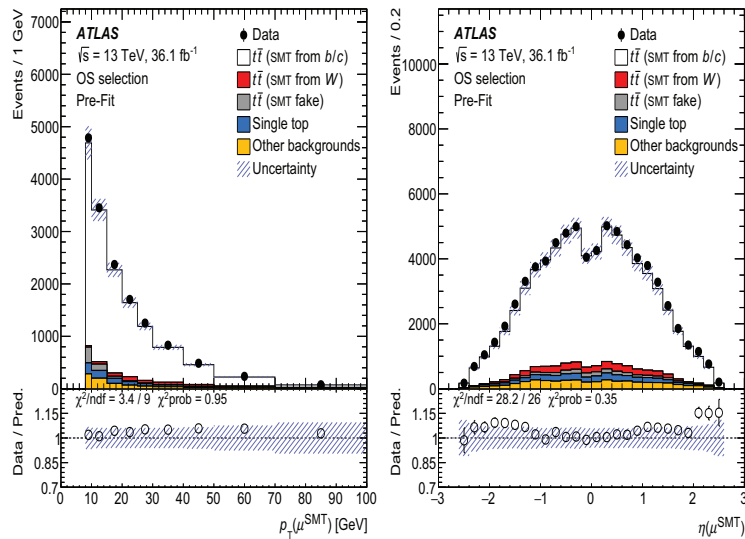 Events / 1 GeV
7000
6000
5000
4000
3000
2000
1000
0
ATLAS
√s = 13 TeV, 36.1 fb⁻¹
OS selection
Pre-Fit
Data
tt̄ (SMT from b/c)
tt̄ (SMT from W)
tt̄ (SMT fake)
Single top
Other backgrounds
Uncertainty
Data / Pred.
1.15
1
0.85
0.7
χ²/ndf = 3.4 / 9 χ²prob = 0.95
0 10 20 30 40 50 60 70 80 90 100
p_T(μ^SMT) [GeV]
Events / 0.2
10000
8000
6000
4000
2000
0
ATLAS
√s = 13 TeV, 36.1 fb⁻¹
OS selection
Pre-Fit
Data
tt̄ (SMT from b/c)
tt̄ (SMT from W)
tt̄ (SMT fake)
Single top
Other backgrounds
Uncertainty
Data / Pred.
1.15
1
0.85
0.7
χ²/ndf = 28.2 / 26 χ²prob = 0.35
−3 −2 −1 0 1 2 3
η(μ^SMT)